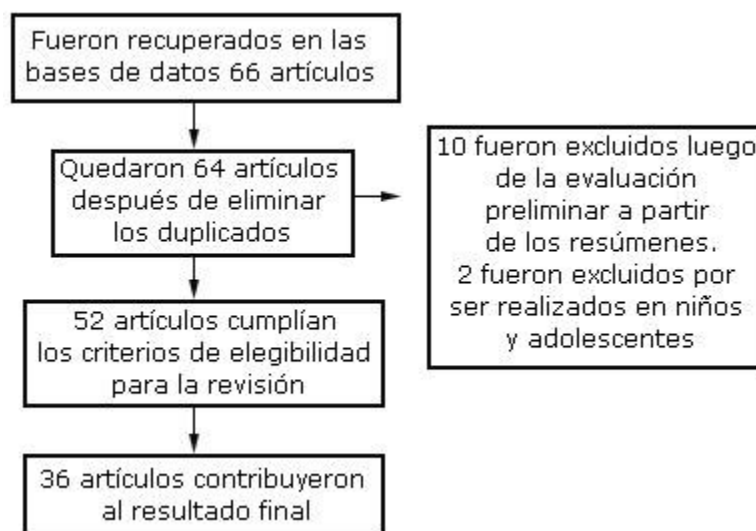 Fueron recuperados en las
bases de datos 66 artículos
Quedaron 64 artículos
después de eliminar
los duplicados
10 fueron excluidos luego
de la evaluación
preliminar a partir
de los resúmenes.
2 fueron excluidos por
ser realizados en niños
y adolescentes
52 artículos cumplían
los criterios de elegibilidad
para la revisión
36 artículos contribuyeron
al resultado final